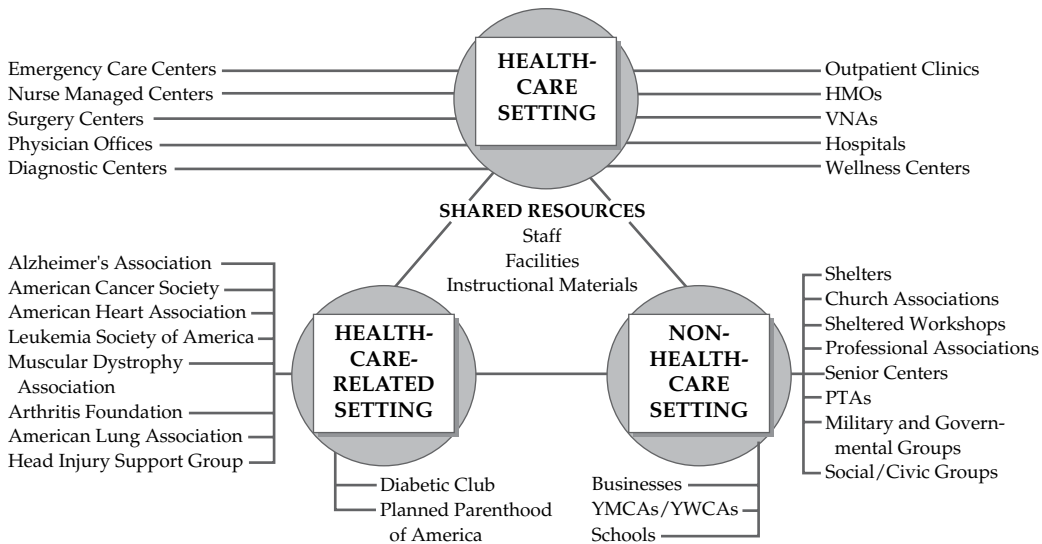 HEALTH-
CARE
SETTING
Emergency Care Centers
Nurse Managed Centers
Surgery Centers
Physician Offices
Diagnostic Centers
Outpatient Clinics
HMOs
VNAs
Hospitals
Wellness Centers
SHARED RESOURCES
Staff
Facilities
Instructional Materials
Alzheimer's Association
American Cancer Society
American Heart Association
Leukemia Society of America
Muscular Dystrophy
Association
Arthritis Foundation
American Lung Association
Head Injury Support Group
HEALTH-
CARE-
RELATED
SETTING
Diabetic Club
Planned Parenthood
of America
NON-
HEALTH-
CARE
SETTING
Businesses
YMCAs/YWCAs
Schools
Shelters
Church Associations
Sheltered Workshops
Professional Associations
Senior Centers
PTAs
Military and Govern-
mental Groups
Social/Civic Groups